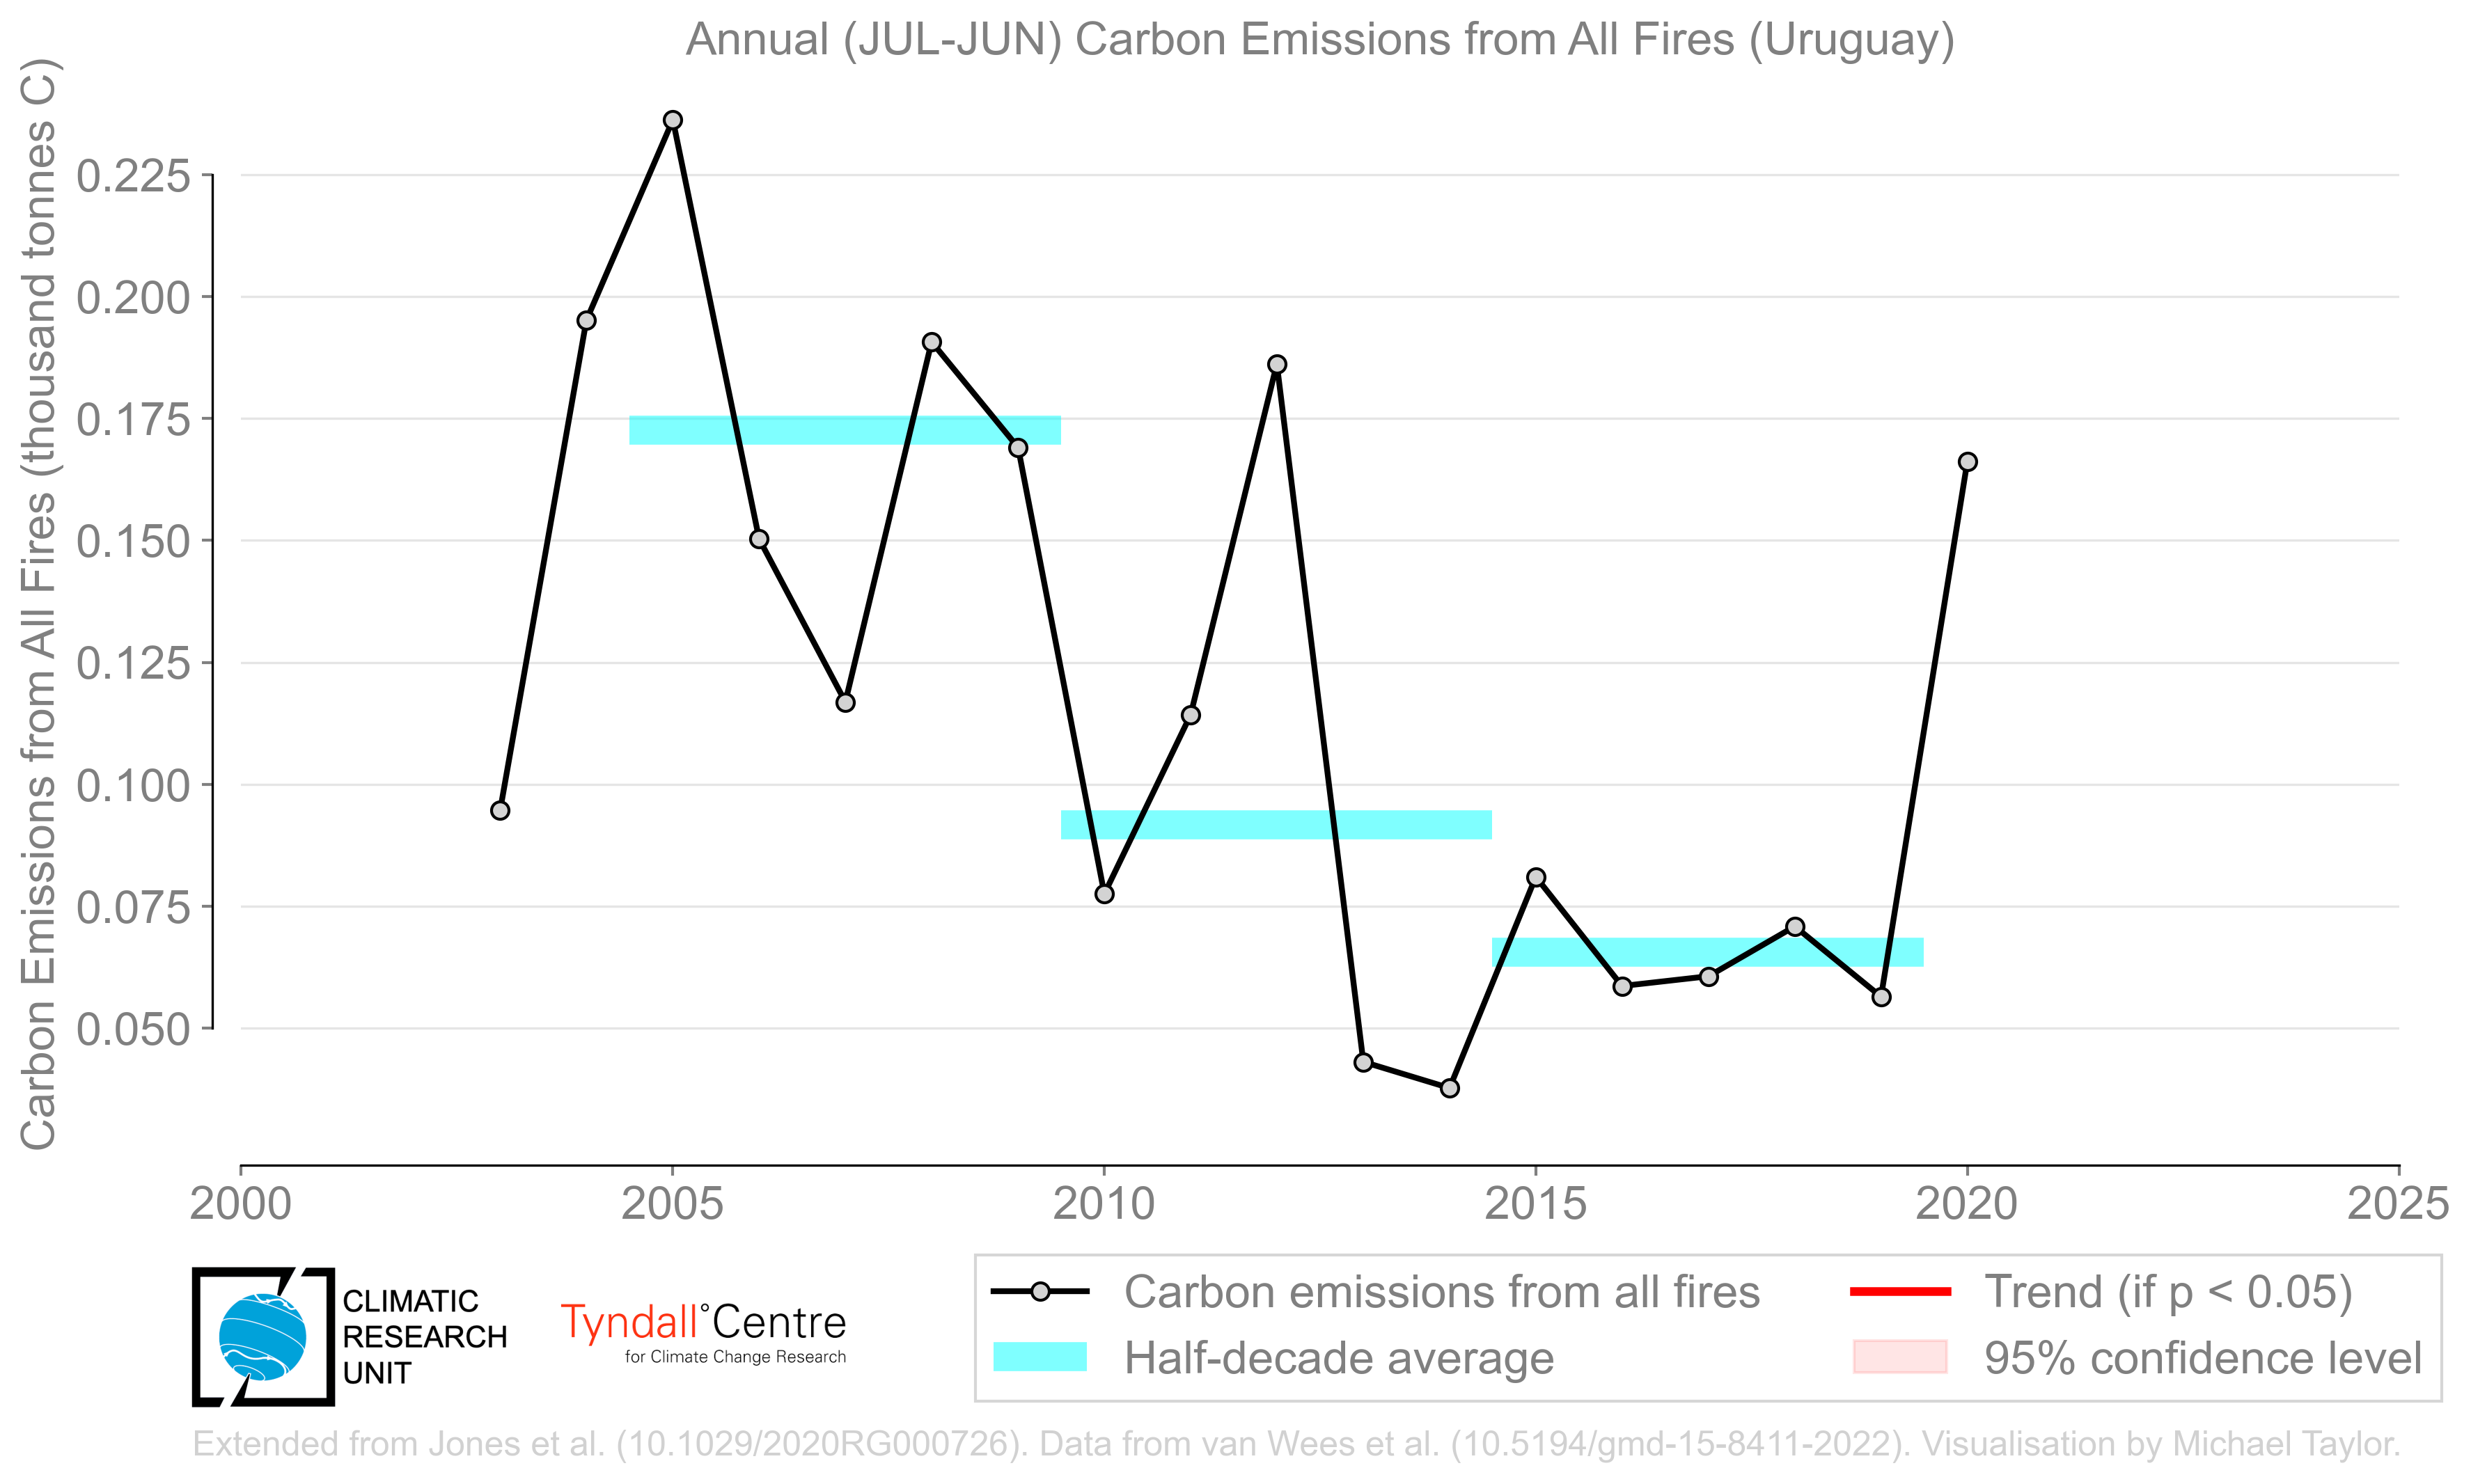 Annual (JUL-JUN) Carbon Emissions from All Fires (Uruguay)
Carbon Emissions from All Fires (thousand tonnes C)
0.225
0.200
0.175
0.150
0.125
0.100
0.075
0.050
2000 2005 2010 2015 2020 2025
CLIMATIC
RESEARCH
UNIT
Tyndall°Centre
for Climate Change Research
Carbon emissions from all fires
Half-decade average
Trend (if p < 0.05)
95% confidence level
Extended from Jones et al. (10.1029/2020RG000726). Data from van Wees et al. (10.5194/gmd-15-8411-2022). Visualisation by Michael Taylor.